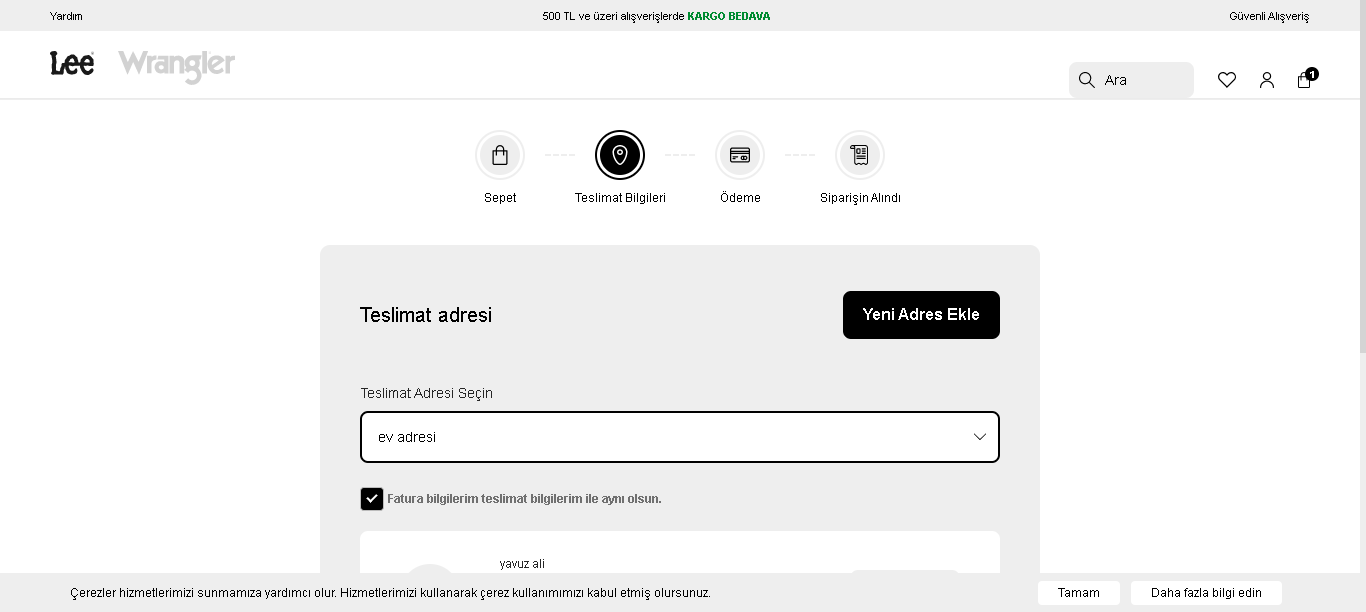 Yardım
500 TL ve üzeri alışverişlerde KARGO BEDAVA
Güvenli Alışveriş
Lee
Wrangler
Ara
1
Sepet
Teslimat Bilgileri
Ödeme
Siparişin Alındı
Teslimat adresi
Yeni Adres Ekle
Teslimat Adresi Seçin
ev adresi
Fatura bilgilerim teslimat bilgilerim ile aynı olsun.
yavuz ali
Çerezler hizmetlerimizi sunmamıza yardımcı olur. Hizmetlerimizi kullanarak çerez kullanımımızı kabul etmiş olursunuz.
Tamam
Daha fazla bilgi edin